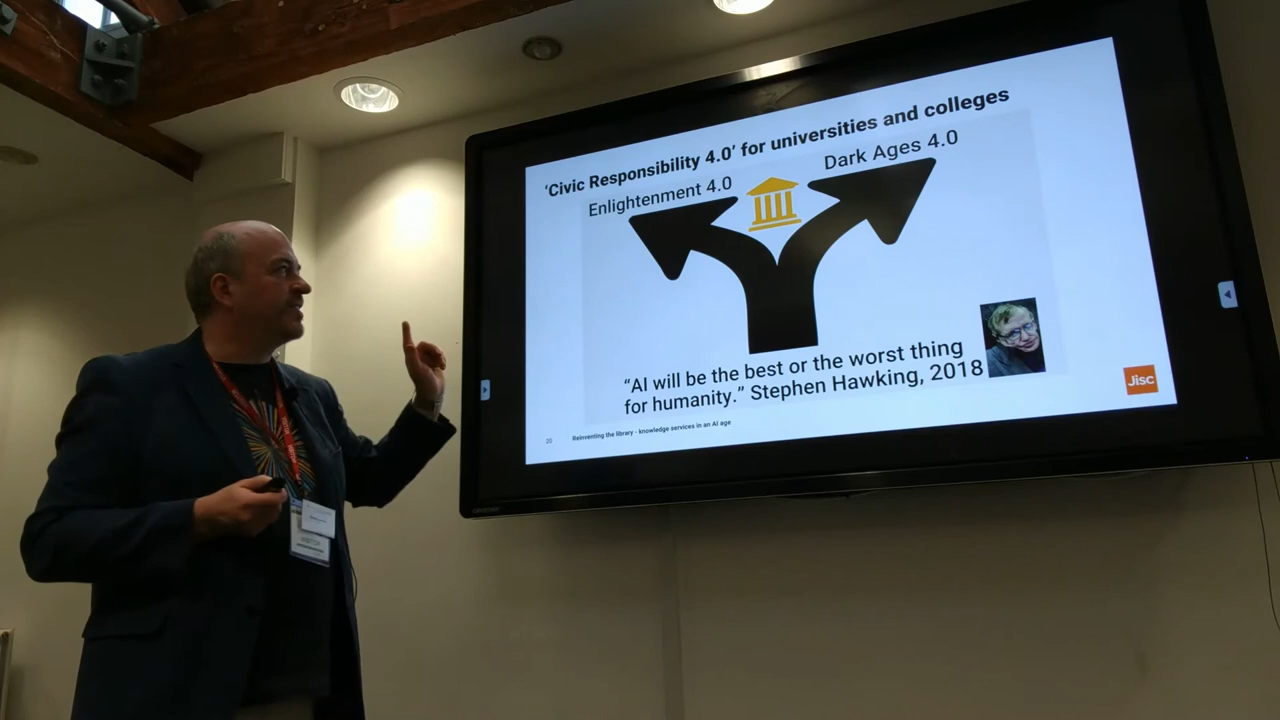 ‘Civic Responsibility 4.0’ for universities and colleges
Enlightenment 4.0
Dark Ages 4.0
“AI will be the best or the worst thing
for humanity.” Stephen Hawking, 2018
Jisc
20
Reinventing the library - knowledge services in an AI age